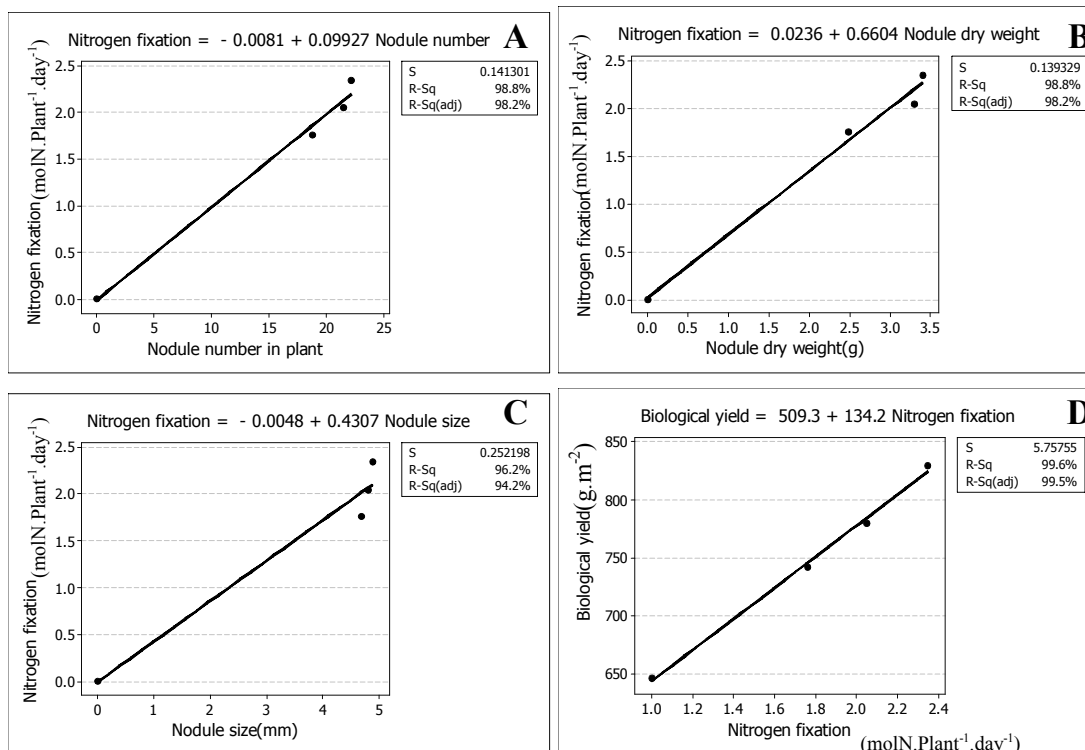 Nitrogen fixation = - 0.0081 + 0.09927 Nodule number
A
S 0.141301
R-Sq 98.8%
R-Sq(adj) 98.2%
Nitrogen fixation(molN.Plant⁻¹.day⁻¹)
2.5
2.0
1.5
1.0
0.5
0.0
0 5 10 15 20 25
Nodule number in plant
Nitrogen fixation = 0.0236 + 0.6604 Nodule dry weight
B
S 0.139329
R-Sq 98.8%
R-Sq(adj) 98.2%
Nitrogen fixation(molN.Plant⁻¹.day⁻¹)
2.5
2.0
1.5
1.0
0.5
0.0
0.0 0.5 1.0 1.5 2.0 2.5 3.0 3.5
Nodule dry weight(g)
Nitrogen fixation = - 0.0048 + 0.4307 Nodule size
C
S 0.252198
R-Sq 96.2%
R-Sq(adj) 94.2%
Nitrogen fixation(molN.Plant⁻¹.day⁻¹)
2.5
2.0
1.5
1.0
0.5
0.0
0 1 2 3 4 5
Nodule size(mm)
Biological yield = 509.3 + 134.2 Nitrogen fixation
D
S 5.75755
R-Sq 99.6%
R-Sq(adj) 99.5%
Biological yield(g.m⁻²)
850
800
750
700
650
1.0 1.2 1.4 1.6 1.8 2.0 2.2 2.4
Nitrogen fixation (molN.Plant⁻¹.day⁻¹)